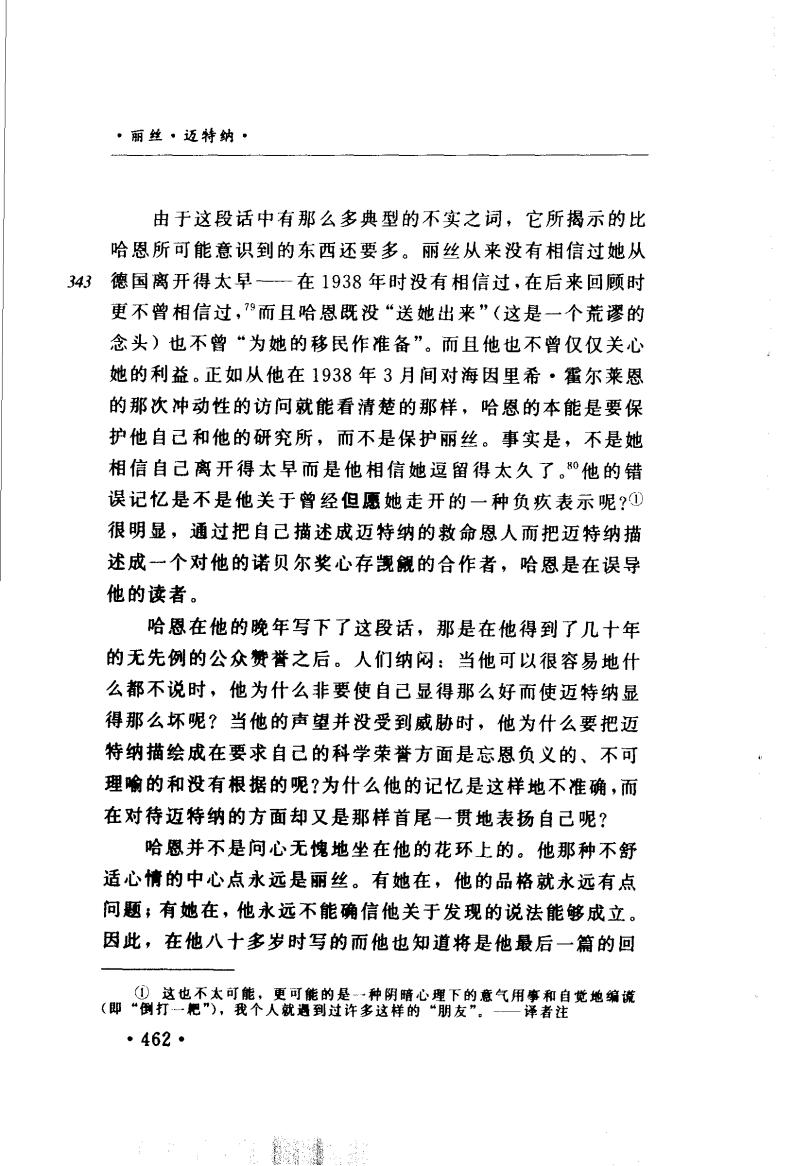 ·丽丝·迈特纳·
由于这段话中有那么多典型的不实之词，它所揭示的比
哈恩所可能意识到的东西还要多。丽丝从来没有相信过她从
343 德国离开得太早——在1938年时没有相信过，在后来回顾时
更不曾相信过，79而且哈恩既没“送她出来”（这是一个荒谬的
念头）也不曾“为她的移民作准备”。而且他也不曾仅仅关心
她的利益。正如从他在1938年3月间对海因里希·霍尔莱恩
的那次冲动性的访问就能看清楚的那样，哈恩的本能是要保
护他自己和他的研究所，而不是保护丽丝。事实是，不是她
相信自己离开得太早而是他相信她逗留得太久了。80他的错
误记忆是不是他关于曾经但愿她走开的一种负疚表示呢？①
很明显，通过把自己描述成迈特纳的救命恩人而把迈特纳描
述成一个对他的诺贝尔奖心存觊觎的合作者，哈恩是在误导
他的读者。
哈恩在他的晚年写下了这段话，那是在他得到了几十年
的无先例的公众赞誉之后。人们纳闷：当他可以很容易地什
么都不说时，他为什么非要使自己显得那么好而使迈特纳显
得那么坏呢？当他的声望并没受到威胁时，他为什么要把迈
特纳描绘成在要求自己的科学荣誉方面是忘恩负义的、不可
理喻的和没有根据的呢？为什么他的记忆是这样地不准确，而
在对待迈特纳的方面却又是那样首尾一贯地表扬自己呢？
哈恩并不是问心无愧地坐在他的花环上的。他那种不舒
适心情的中心点永远是丽丝。有她在，他的品格就永远有点
问题；有她在，他永远不能确信他关于发现的说法能够成立。
因此，在他八十多岁时写的而他也知道将是他最后一篇的回
① 这也不太可能，更可能的是一种阴暗心理下的意气用事和自觉地编谎
（即“倒打一耙”），我个人就遇到过许多这样的“朋友”。——译者注
·462·